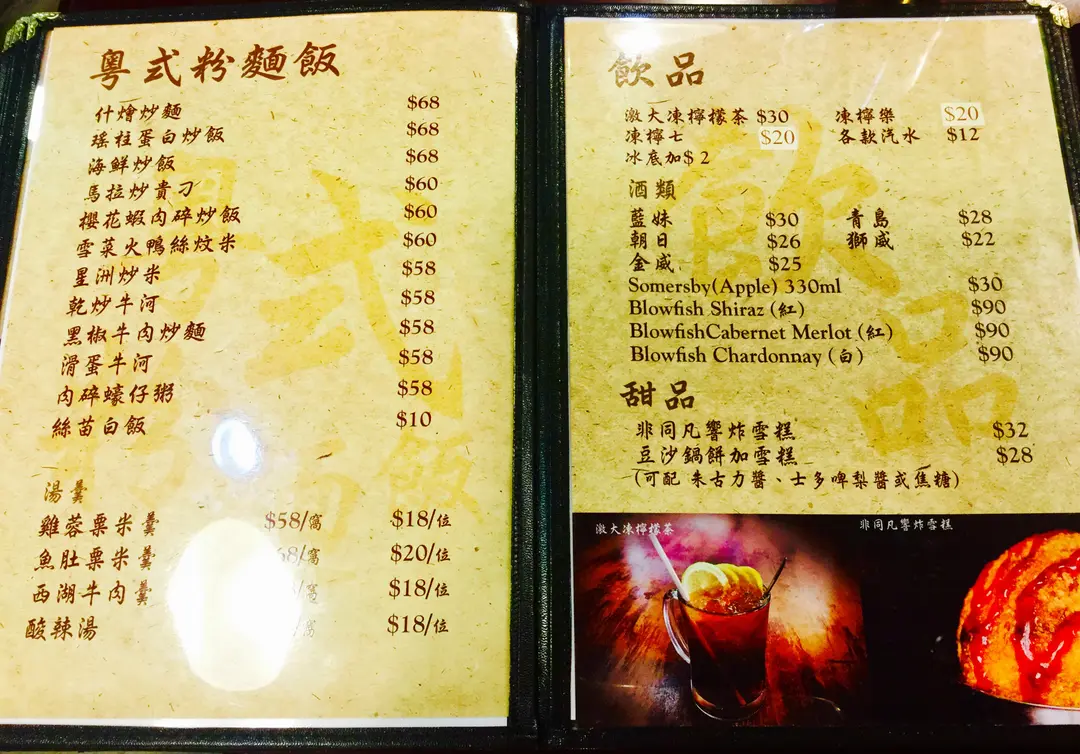 粵式粉麵飯
什燴炒麵 $68
瑤柱蛋白炒飯 $68
海鮮炒飯 $68
馬拉炒貴刁 $60
櫻花蝦肉碎炒飯 $60
雪菜火鴨絲炆米 $60
星洲炒米 $58
乾炒牛河 $58
黑椒牛肉炒麵 $58
滑蛋牛河 $58
肉碎蠔仔粥 $58
絲苗白飯 $10
湯羹
雞蓉粟米羹 $58/窩 $18/位
魚肚粟米羹 /窩 $20/位
西湖牛肉羹 /窩 $18/位
酸辣湯 /窩 $18/位
飲品
激大凍檸檬茶 $30 凍檸樂 $20
凍檸七 $20 各款汽水 $12
冰底加$2
酒類
藍妹 $30 青島 $28
朝日 $26 獅威 $22
金威 $25
Somersby(Apple) 330ml $30
Blowfish Shiraz (紅) $90
BlowfishCabernet Merlot (紅) $90
Blowfish Chardonnay (白) $90
甜品
非同凡響炸雪糕 $32
豆沙鍋餅加雪糕 $28
(可配 朱古力醬、士多啤梨醬或焦糖)
激大凍檸檬茶
非同凡響炸雪糕